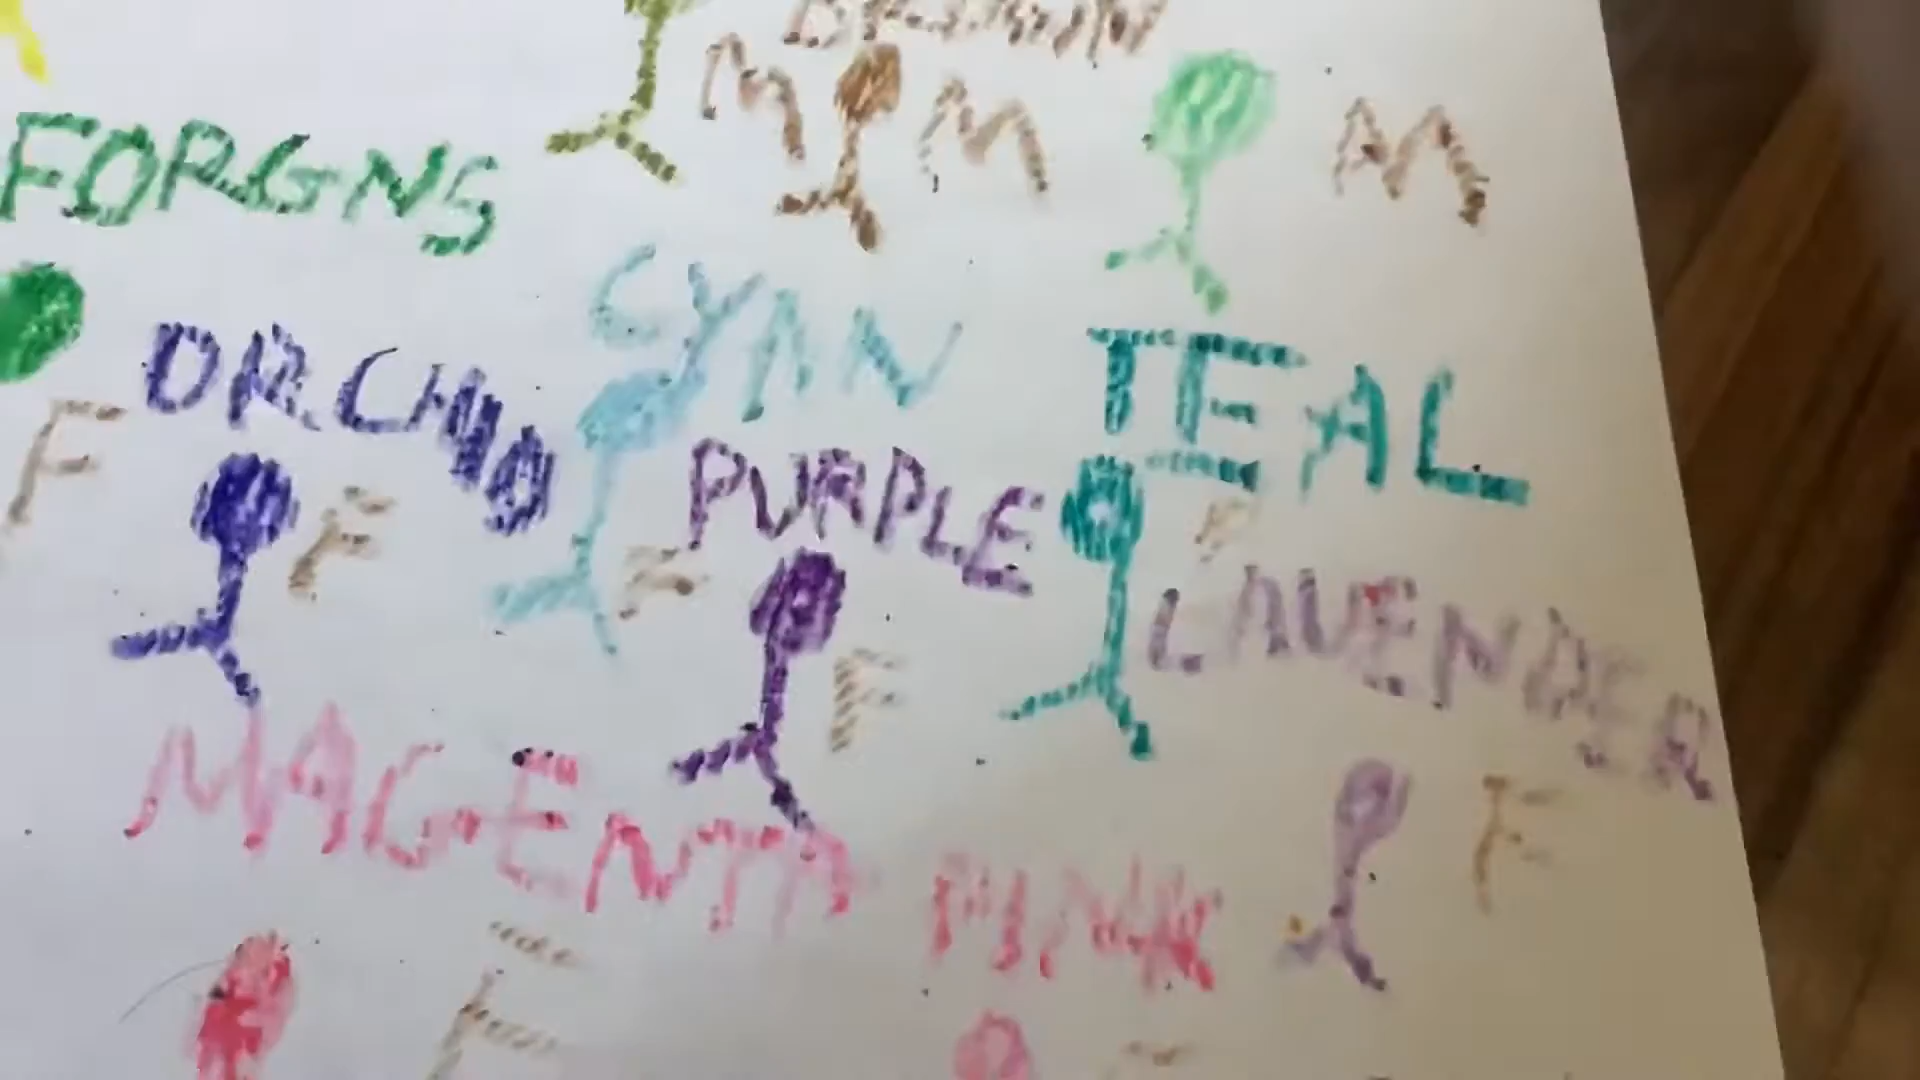 BROWN
M M M
FORGNS
CYAN
ORCHID
TEAL
F F
PURPLE
F F
LAVENDER
F
MAGENTA
F
PINK
F
F